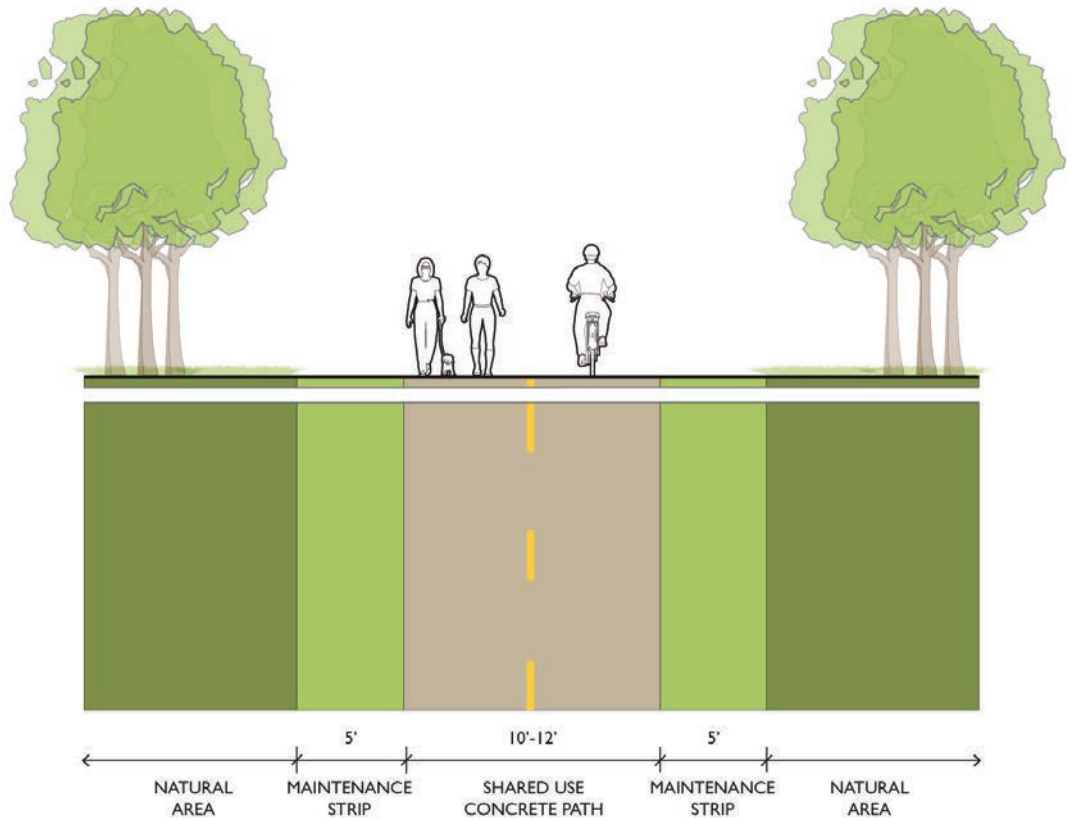 5' 10'-12' 5'
NATURAL AREA
MAINTENANCE STRIP
SHARED USE CONCRETE PATH
MAINTENANCE STRIP
NATURAL AREA